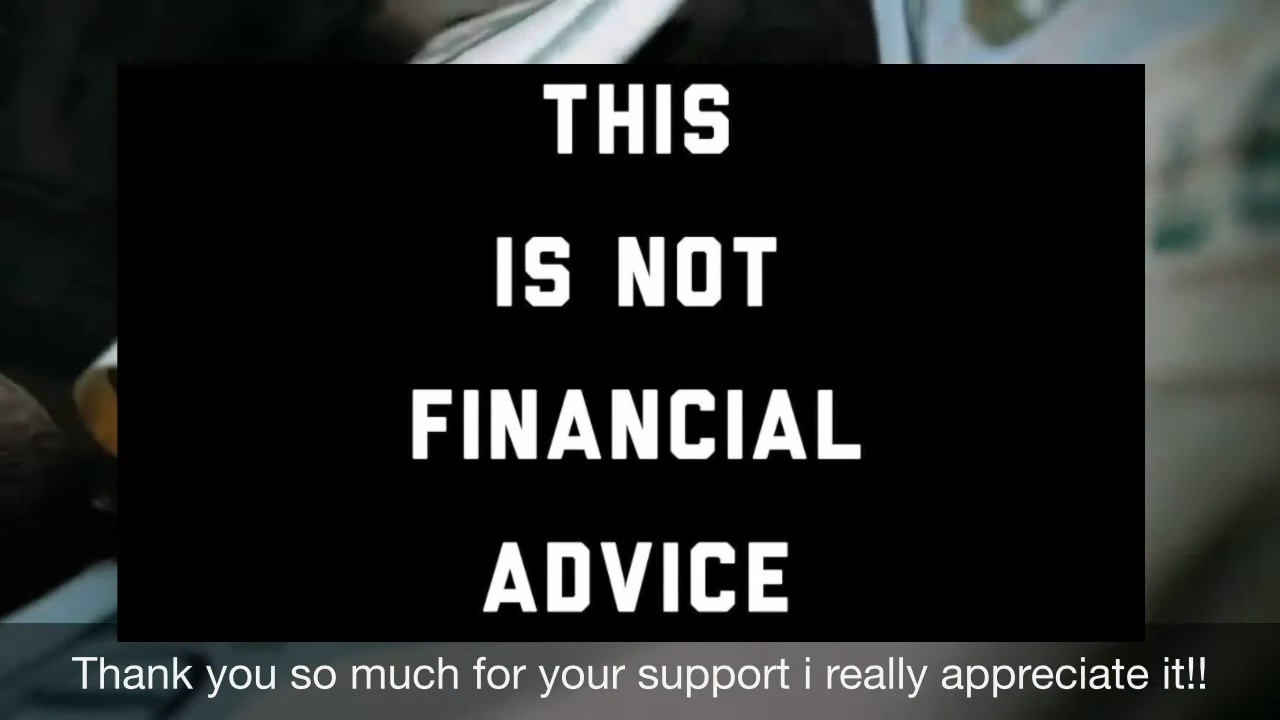 THIS
IS NOT
FINANCIAL
ADVICE
Thank you so much for your support i really appreciate it!!